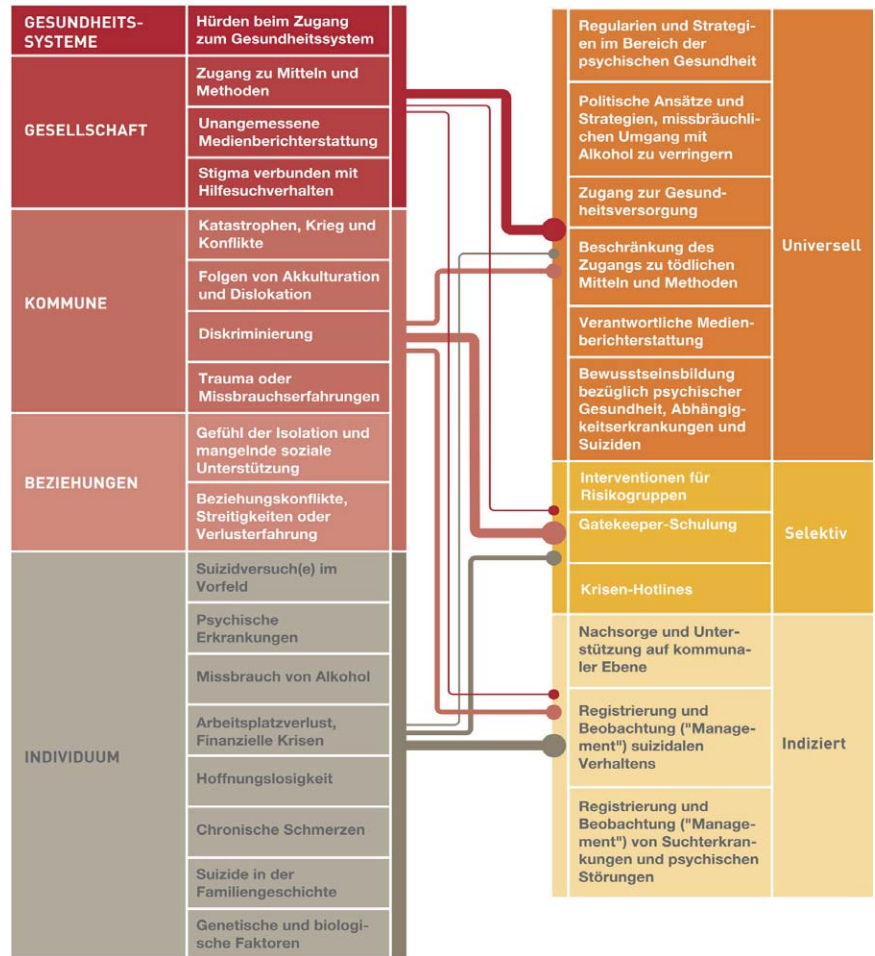 GESUNDHEITS-
SYSTEME
Hürden beim Zugang
zum Gesundheitssystem
GESELLSCHAFT
Zugang zu Mitteln und
Methoden
Unangemessene
Medienberichterstattung
Stigma verbunden mit
Hilfesuchverhalten
KOMMUNE
Katastrophen, Krieg und
Konflikte
Folgen von Akkulturation
und Dislokation
Diskriminierung
Trauma oder
Missbrauchserfahrungen
BEZIEHUNGEN
Gefühl der Isolation und
mangelnde soziale
Unterstützung
Beziehungskonflikte,
Streitigkeiten oder
Verlusterfahrung
INDIVIDUUM
Suizidversuch(e) im
Vorfeld
Psychische
Erkrankungen
Missbrauch von Alkohol
Arbeitsplatzverlust,
Finanzielle Krisen
Hoffnungslosigkeit
Chronische Schmerzen
Suizide in der
Familiengeschichte
Genetische und biologi-
sche Faktoren
Regularien und Strategi-
en im Bereich der
psychischen Gesundheit
Politische Ansätze und
Strategien, missbräuchli-
chen Umgang mit
Alkohol zu verringern
Zugang zur Gesund-
heitsversorgung
Beschränkung des
Zugangs zu tödlichen
Mitteln und Methoden
Verantwortliche Medien-
berichterstattung
Bewusstseinsbildung
bezüglich psychischer
Gesundheit, Abhängig-
keitserkrankungen und
Suiziden
Universell
Interventionen für
Risikogruppen
Gatekeeper-Schulung
Krisen-Hotlines
Selektiv
Nachsorge und Unter-
stützung auf kommuna-
ler Ebene
Registrierung und
Beobachtung ("Manage-
ment") suizidalen
Verhaltens
Registrierung und
Beobachtung ("Manage-
ment") von Suchterkran-
kungen und psychischen
Störungen
Indiziert